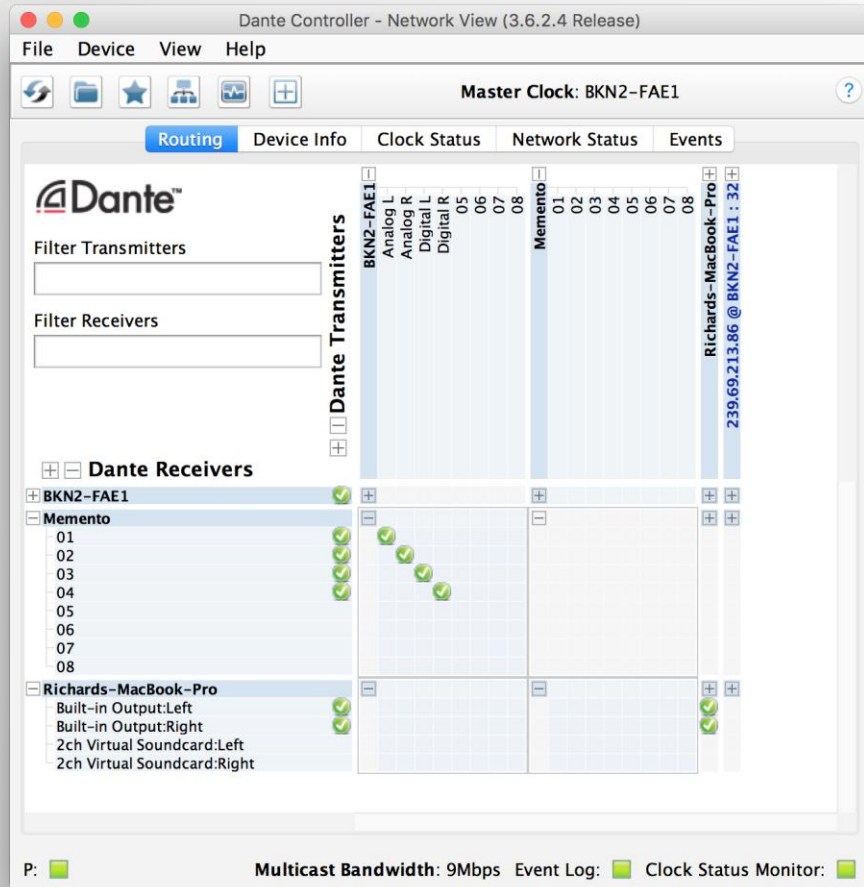 Dante Controller - Network View (3.6.2.4 Release)
File Device View Help
Master Clock: BKN2-FAE1
?
Routing Device Info Clock Status Network Status Events
Dante™
Filter Transmitters
Filter Receivers
Dante Transmitters
BKN2-FAE1
Analog L
Analog R
Digital L
Digital R
05
06
07
08
Memento
01
02
03
04
05
06
07
08
Richards-MacBook-Pro
239.69.213.86 @ BKN2-FAE1 : 32
Dante Receivers
BKN2-FAE1
Memento
01
02
03
04
05
06
07
08
Richards-MacBook-Pro
Built-in Output:Left
Built-in Output:Right
2ch Virtual Soundcard:Left
2ch Virtual Soundcard:Right
P: Multicast Bandwidth: 9Mbps Event Log: Clock Status Monitor: